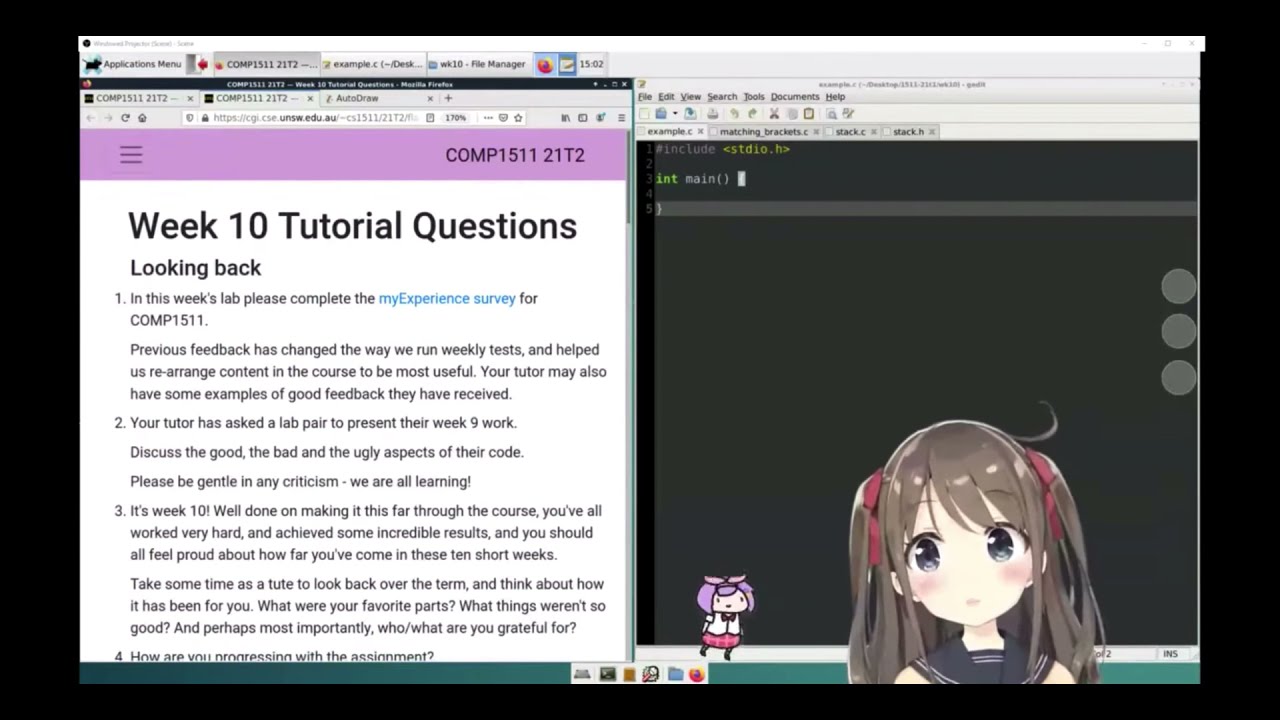 Windowed Projector (Scene) - Scene
Applications Menu
COMP1511 21T2 —...
example.c (~/Desk...
wk10 - File Manager
15:02
COMP1511 21T2 — Week 10 Tutorial Questions - Mozilla Firefox
COMP1511 21T2 —
COMP1511 21T2 —
AutoDraw
https://cgi.cse.unsw.edu.au/~cs1511/21T2/fl
170%
COMP1511 21T2
Week 10 Tutorial Questions
Looking back
1. In this week's lab please complete the myExperience survey for
COMP1511.
Previous feedback has changed the way we run weekly tests, and helped
us re-arrange content in the course to be most useful. Your tutor may also
have some examples of good feedback they have received.
2. Your tutor has asked a lab pair to present their week 9 work.
Discuss the good, the bad and the ugly aspects of their code.
Please be gentle in any criticism - we are all learning!
3. It's week 10! Well done on making it this far through the course, you've all
worked very hard, and achieved some incredible results, and you should
all feel proud about how far you've come in these ten short weeks.
Take some time as a tute to look back over the term, and think about how
it has been for you. What were your favorite parts? What things weren't so
good? And perhaps most importantly, who/what are you grateful for?
4. How are you progressing with the assignment?
example.c (~/Desktop/1511-21t1/wk10) - gedit
File Edit View Search Tools Documents Help
example.c
matching_brackets.c
stack.c
stack.h
1 #include <stdio.h>
2
3 int main() {
4
5 }
INS